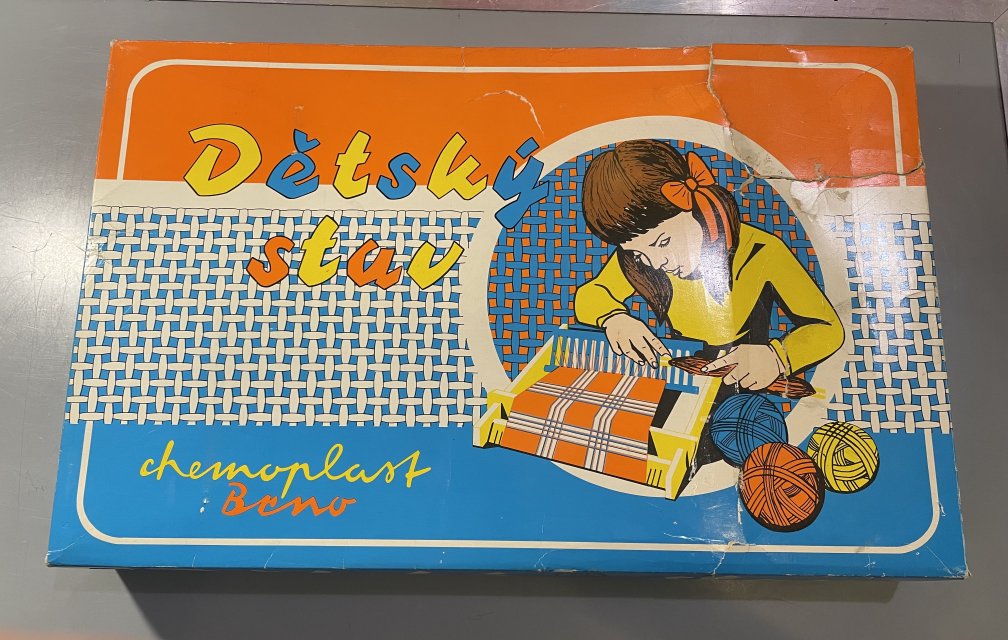 Dětský
stav
chemoplast
Brno